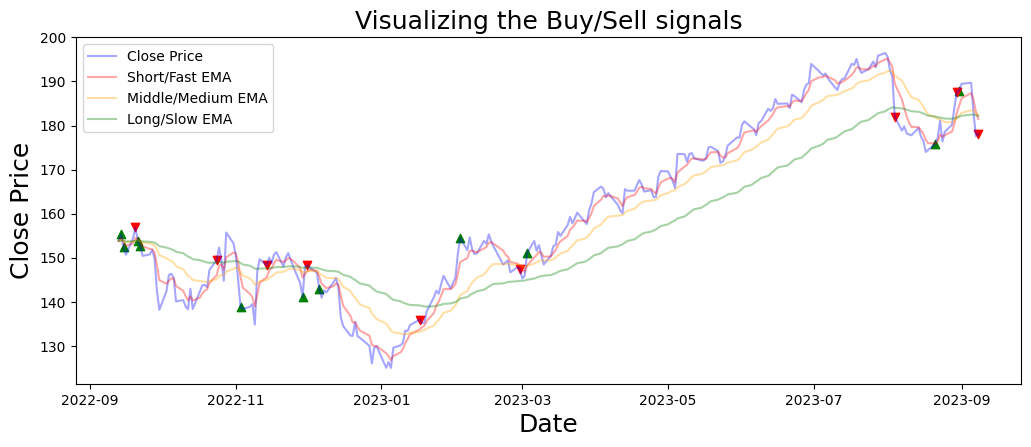 Visualizing the Buy/Sell signals
Close Price
Short/Fast EMA
Middle/Medium EMA
Long/Slow EMA
200
190
180
170
160
150
140
130
Close Price
2022-09
2022-11
2023-01
2023-03
2023-05
2023-07
2023-09
Date